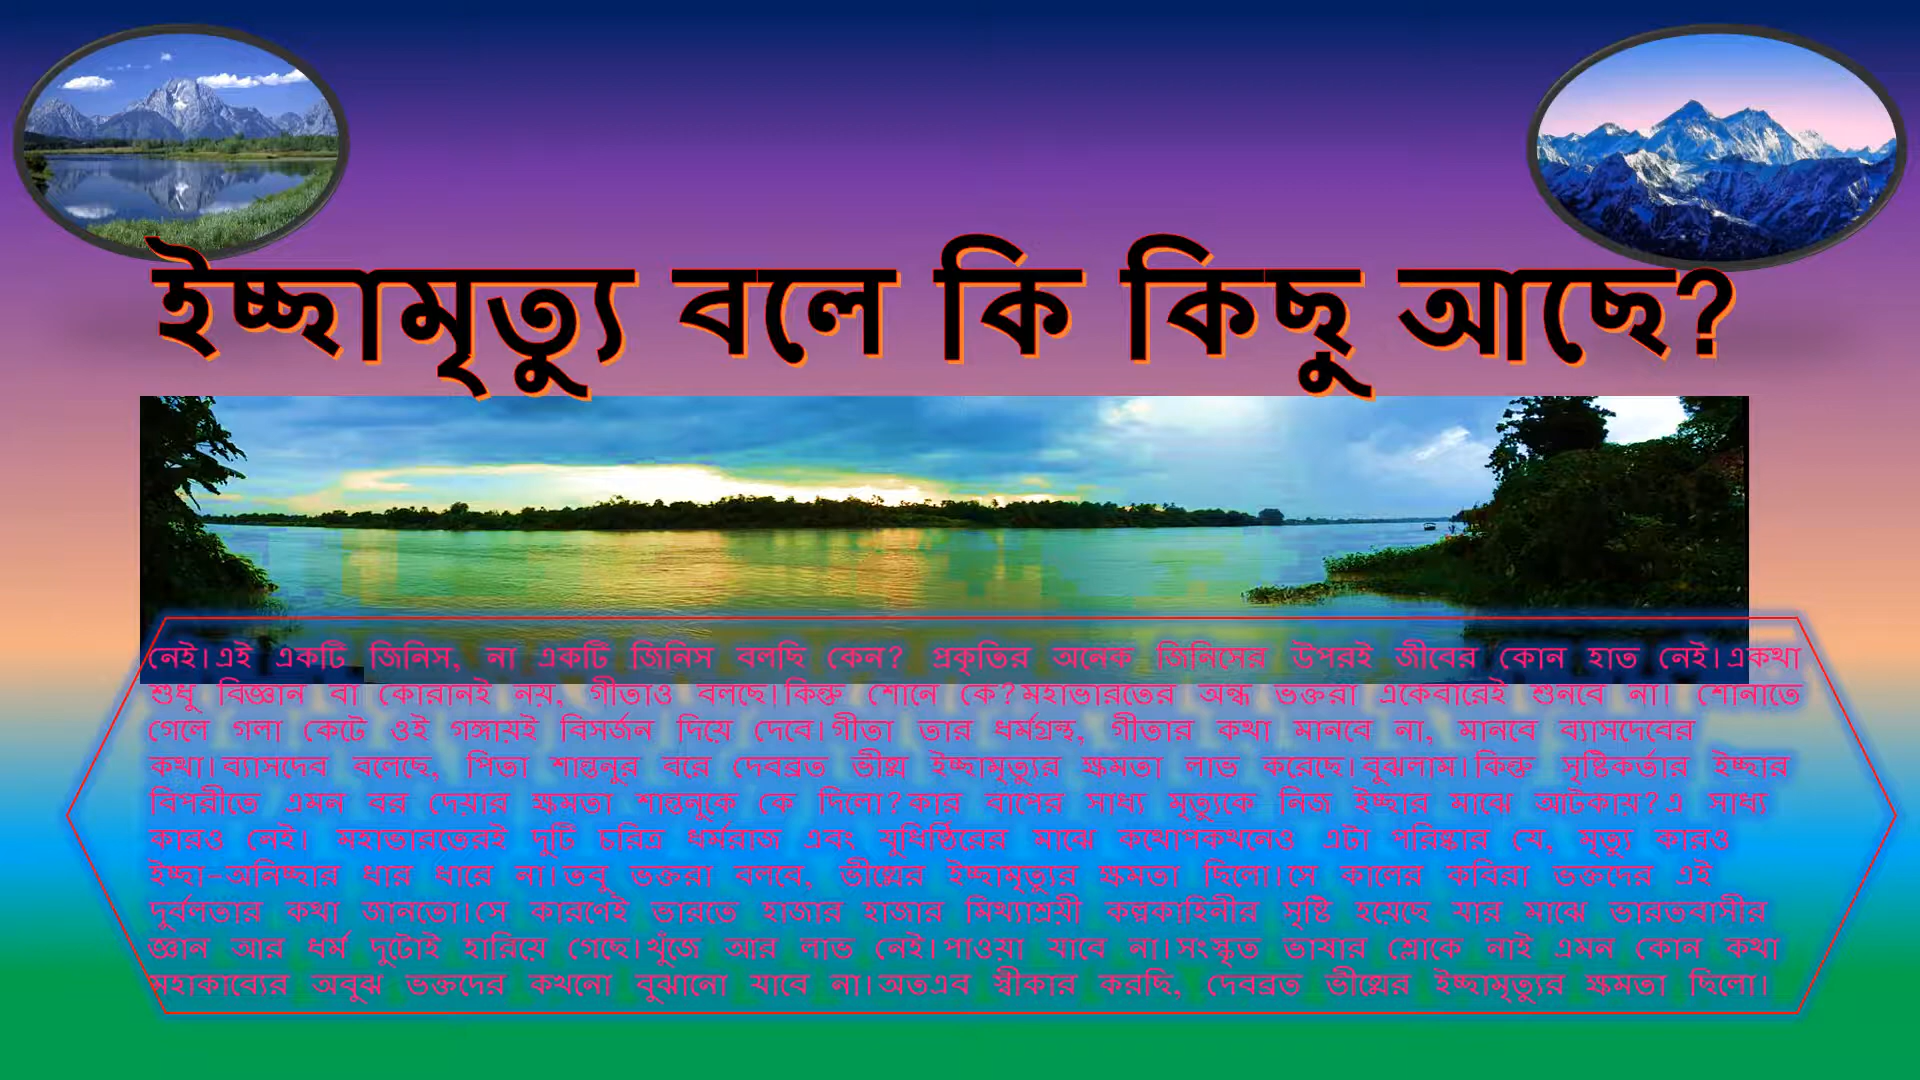 ইচ্ছামৃত্যু বলে কি কিছু আছে?
নেই।এই একটি জিনিস, না একটি জিনিস বলছি কেন? প্রকৃতির অনেক জিনিসের উপরই জীবের কোন হাত নেই।একথা
শুধু বিজ্ঞান বা কোরানই নয়, গীতাও বলছে।কিন্তু শোনে কে?মহাভারতের অন্ধ ভক্তরা একেবারেই শুনবে না। শোনাতে
গেলে গলা কেটে ওই গঙ্গায়ই বিসর্জন দিয়ে দেবে।গীতা তার ধর্মগ্রন্থ, গীতার কথা মানবে না, মানবে ব্যাসদেবের
কথা।ব্যাসদেব বলেছে, পিতা শান্তনুর বরে দেবব্রত ভীষ্ম ইচ্ছামৃত্যুর ক্ষমতা লাভ করেছে।বুঝলাম।কিন্তু সৃষ্টিকর্তার ইচ্ছার
বিপরীতে এমন বর দেয়ার ক্ষমতা শান্তনুকে কে দিলো?কার বাপের সাধ্য মৃত্যুকে নিজ ইচ্ছার মাঝে আটকায়?এ সাধ্য
কারও নেই। মহাভারতেরই দুটি চরিত্র ধর্মরাজ এবং যুধিষ্ঠিরের মাঝে কথোপকথনেও এটা পরিষ্কার যে, মৃত্যু কারও
ইচ্ছা-অনিচ্ছার ধার ধারে না।তবু ভক্তরা বলবে, ভীষ্মের ইচ্ছামৃত্যুর ক্ষমতা ছিলো।সে কালের কবিরা ভক্তদের এই
দুর্বলতার কথা জানতো।সে কারণেই ভারতে হাজার হাজার মিথ্যাশ্রয়ী কল্পকাহিনীর সৃষ্টি হয়েছে যার মাঝে ভারতবাসীর
জ্ঞান আর ধর্ম দুটোই হারিয়ে গেছে।খুঁজে আর লাভ নেই।পাওয়া যাবে না।সংস্কৃত ভাষার শ্লোকে নাই এমন কোন কথা
মহাকাব্যের অবুঝ ভক্তদের কখনো বুঝানো যাবে না।অতএব স্বীকার করছি, দেবব্রত ভীষ্মের ইচ্ছামৃত্যুর ক্ষমতা ছিলো।